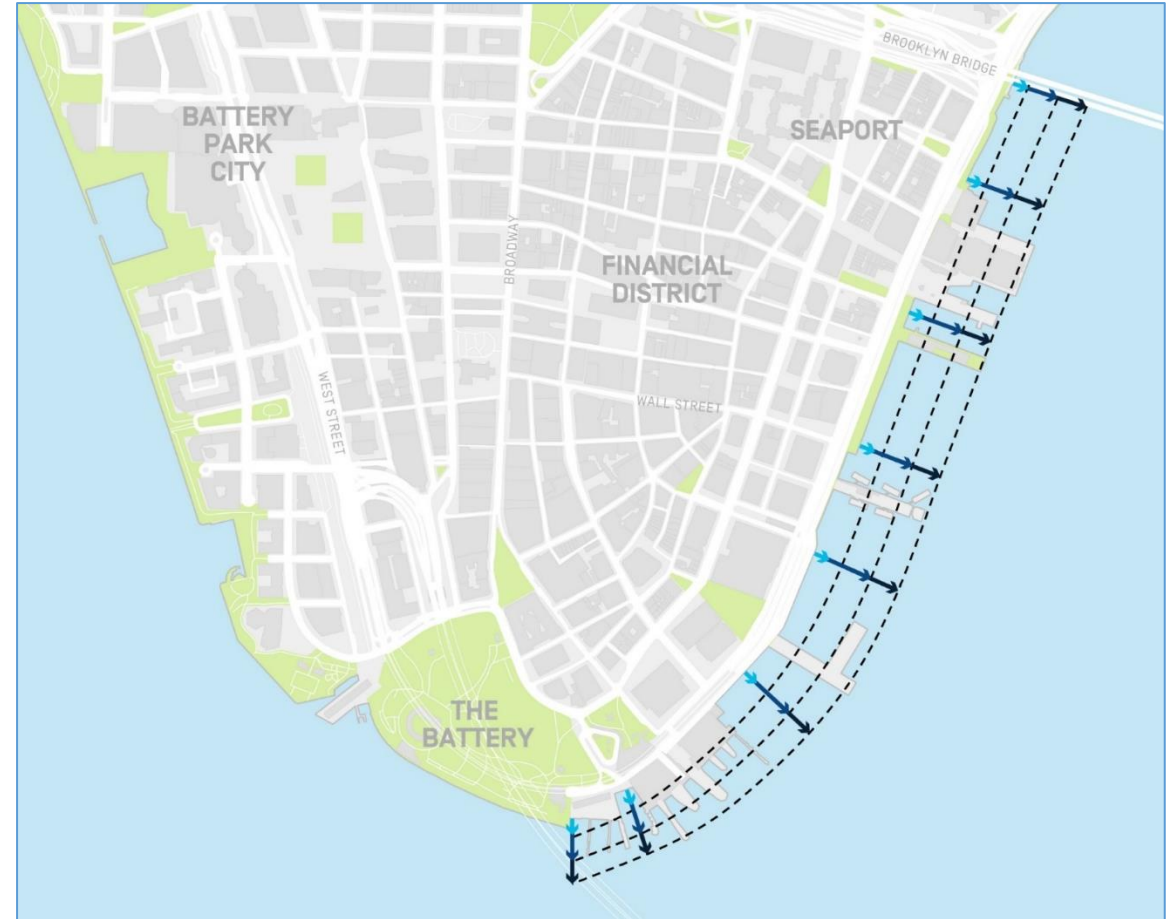 BROOKLYN BRIDGE
BATTERY
PARK
CITY
SEAPORT
BROADWAY
FINANCIAL
DISTRICT
WEST STREET
WALL STREET
THE
BATTERY